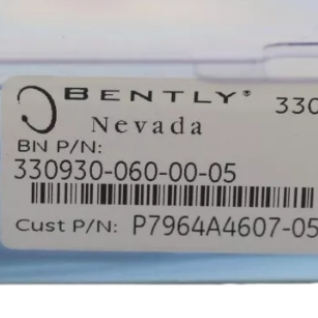 BENTLY® 330
Nevada
BN P/N:
330930-060-00-05
Cust P/N: P7964A4607-05